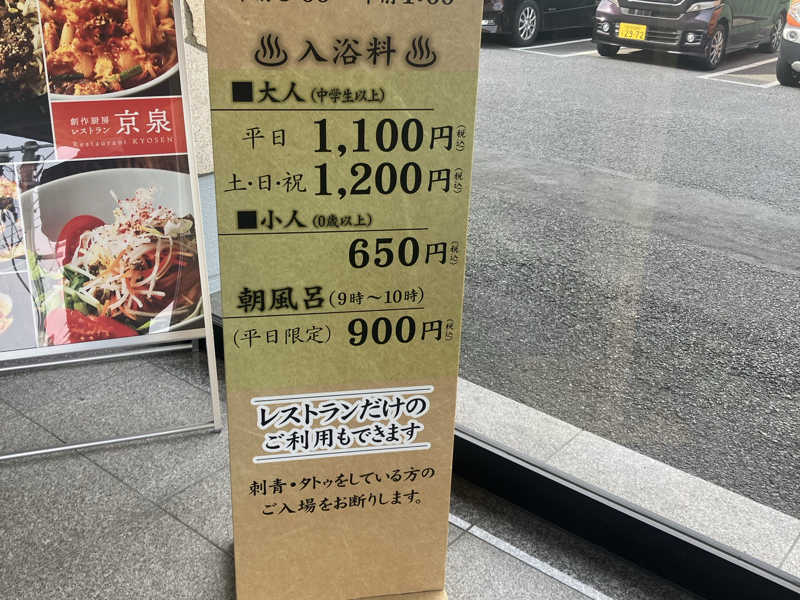 入浴料
■大人(中学生以上)
平日 1,100円(税込)
土・日・祝 1,200円(税込)
■小人(0歳以上)
650円(税込)
朝風呂(9時〜10時)
(平日限定) 900円(税込)
レストランだけの
ご利用もできます
刺青・タトゥをしている方の
ご入場をお断りします。
創作厨房
レストラン 京泉
Restaurant KYOSEN
12-972